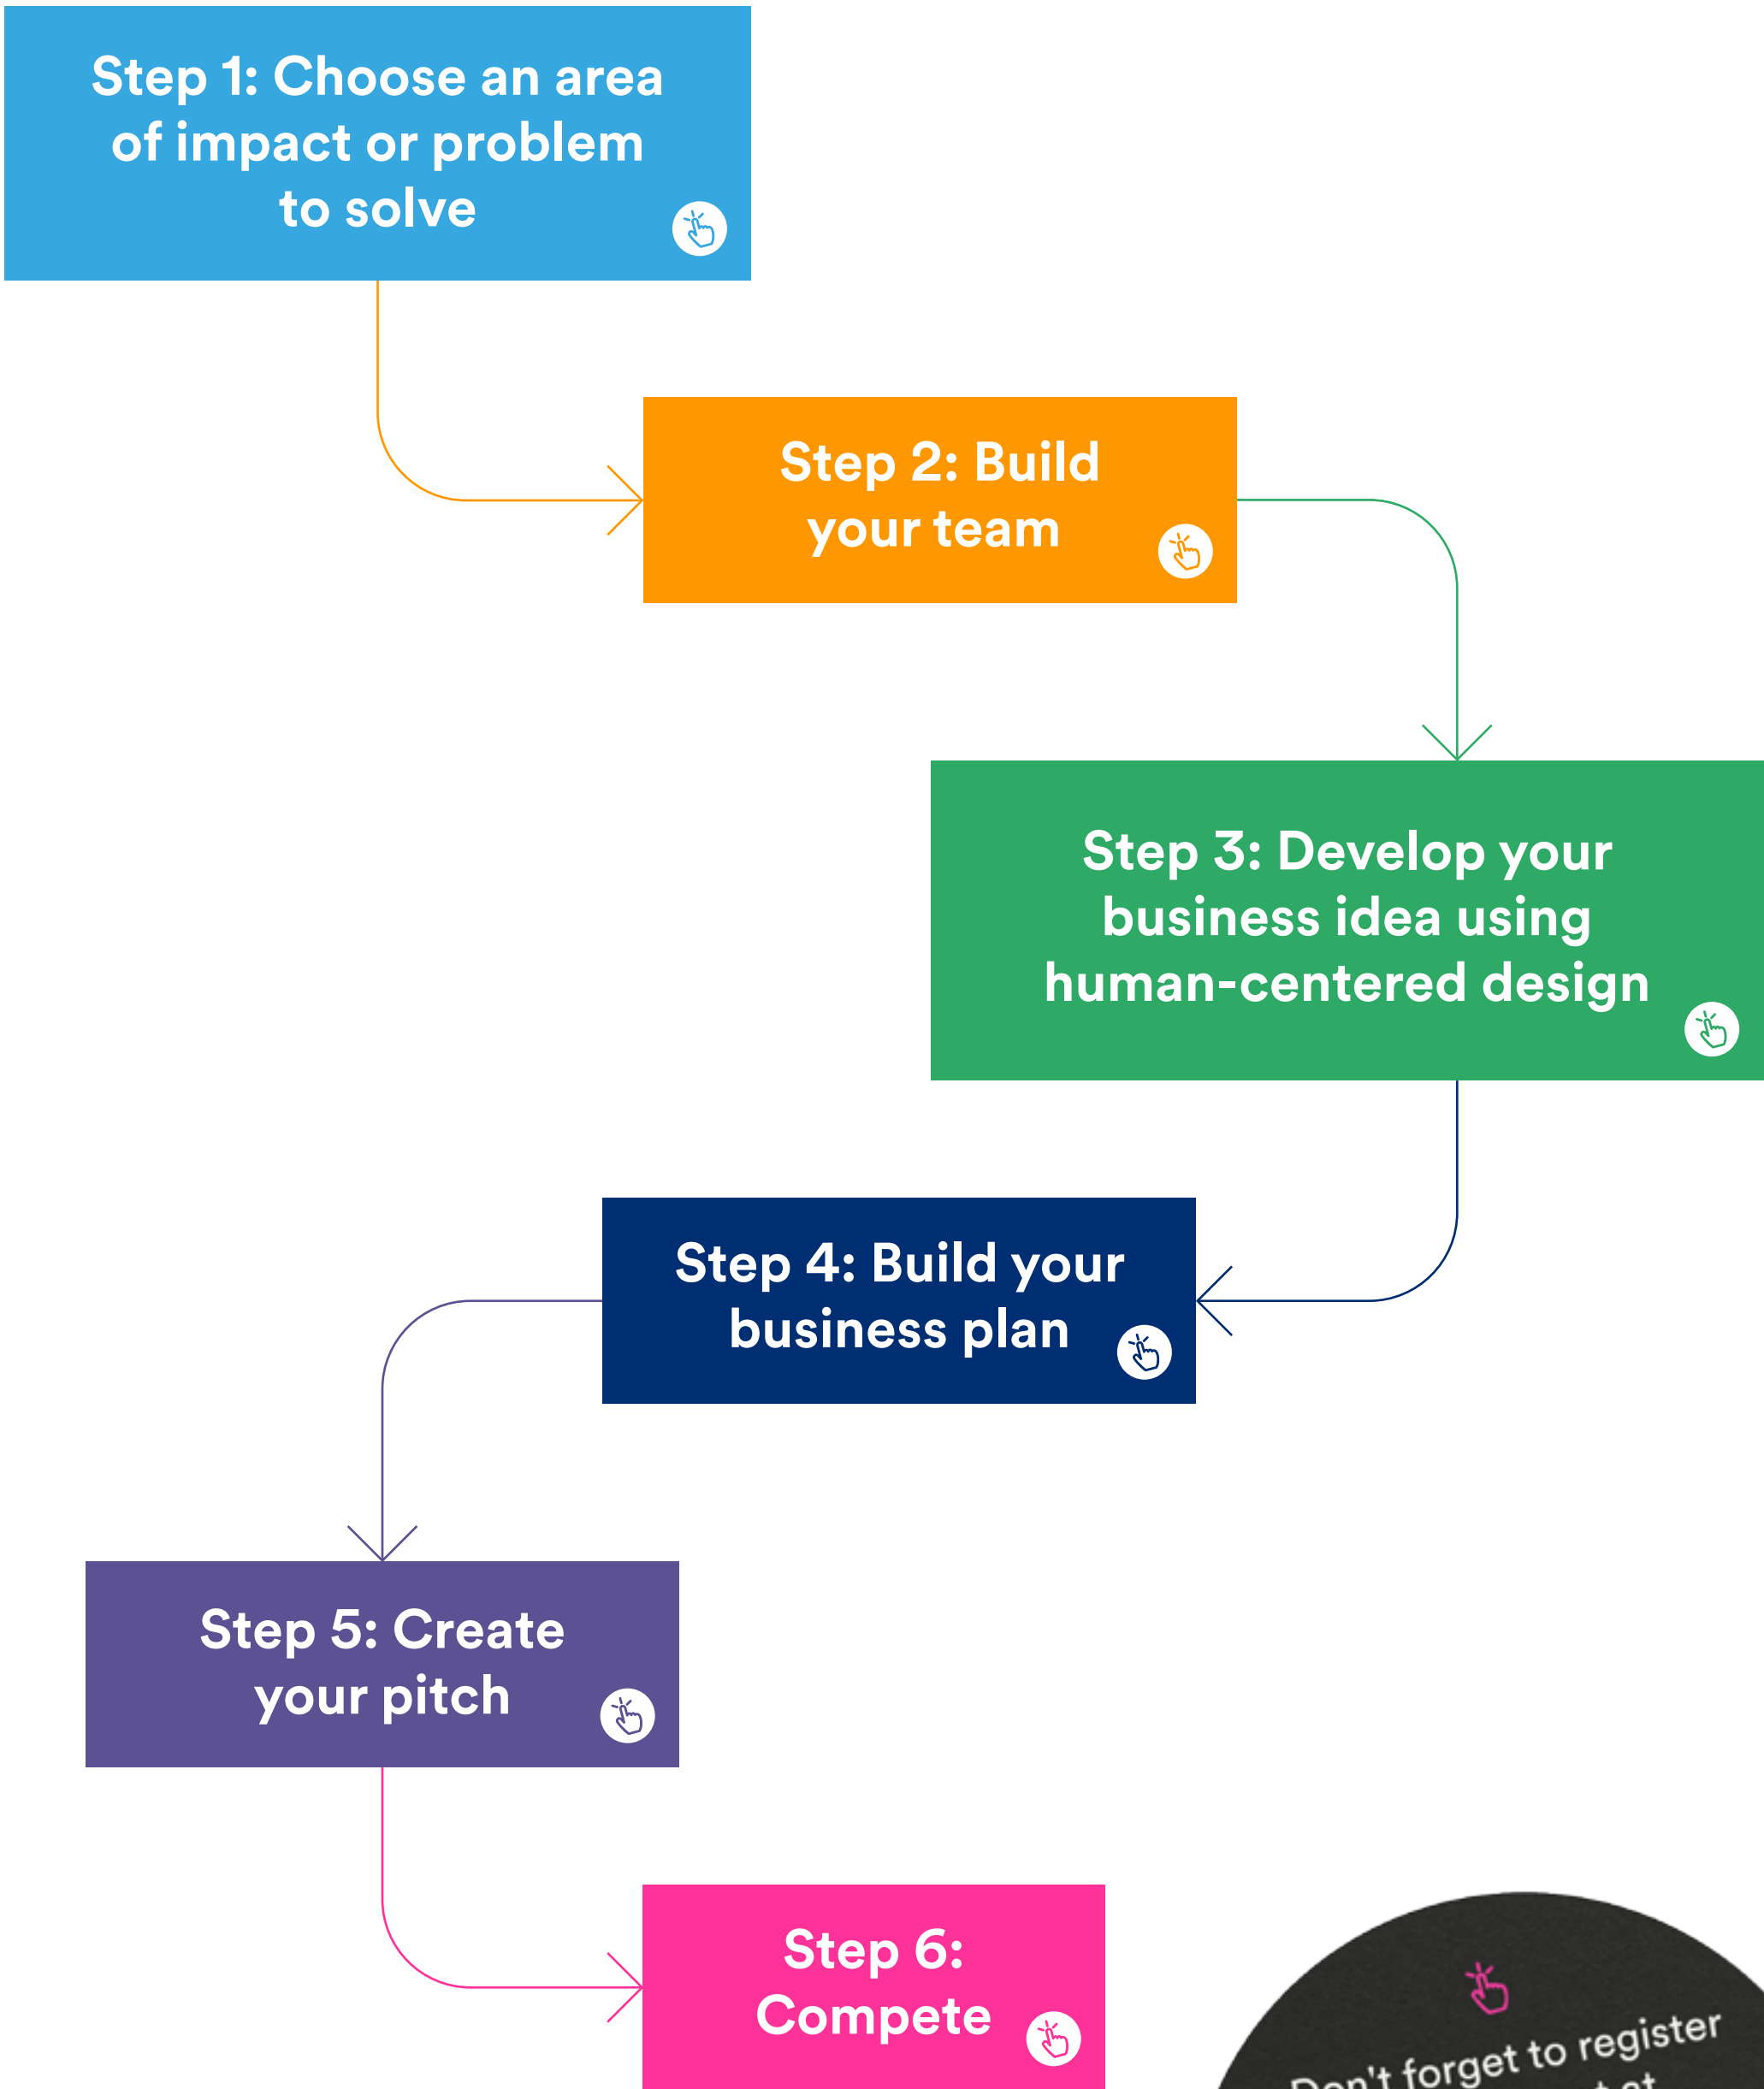 Step 1: Choose an area
of impact or problem
to solve
Step 2: Build
your team
Step 3: Develop your
business idea using
human-centered design
Step 4: Build your
business plan
Step 5: Create
your pitch
Step 6:
Compete
Don't forget to register
at